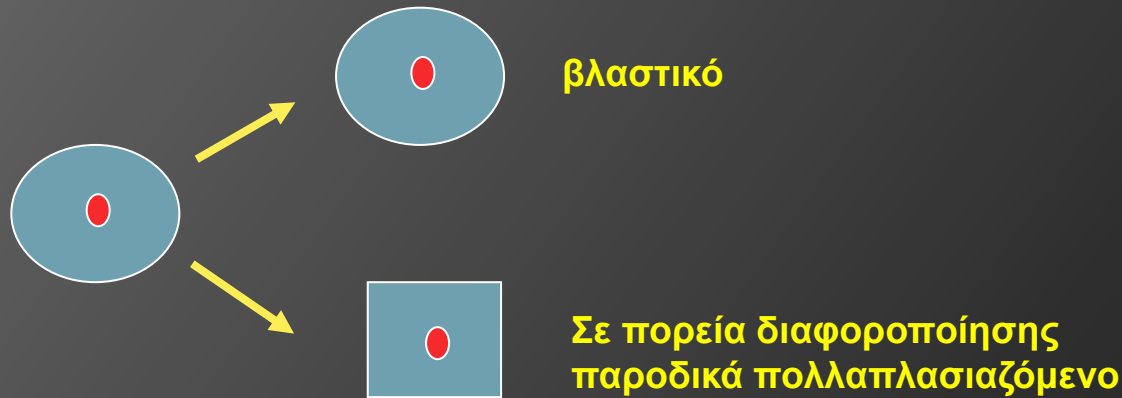 βλαστικό
Σε πορεία διαφοροποίησης
παροδικά πολλαπλασιαζόμενο